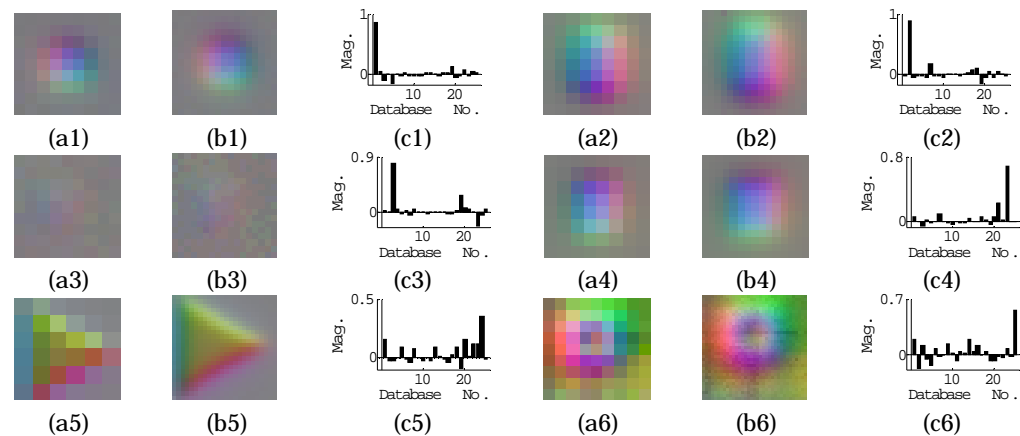 1 Mag. 0 10 20 Database No.
1 Mag. 0 10 20 Database No.
(a1) (b1) (c1) (a2) (b2) (c2)
0.9 Mag. 0 10 20 Database No.
0.8 Mag. 0 10 20 Database No.
(a3) (b3) (c3) (a4) (b4) (c4)
0.5 Mag. 0 10 20 Database No.
0.7 Mag. 0 10 20 Database No.
(a5) (b5) (c5) (a6) (b6) (c6)